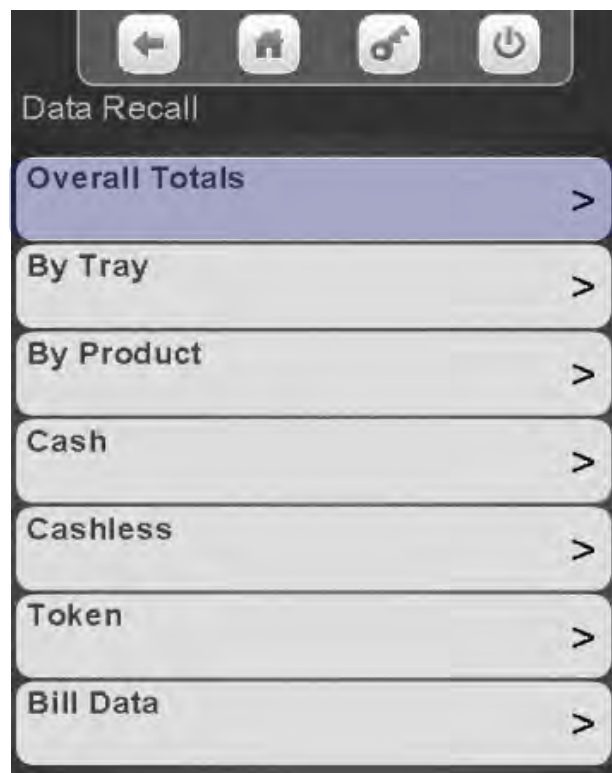 Data Recall
Overall Totals
>
By Tray
>
By Product
>
Cash
>
Cashless
>
Token
>
Bill Data
>